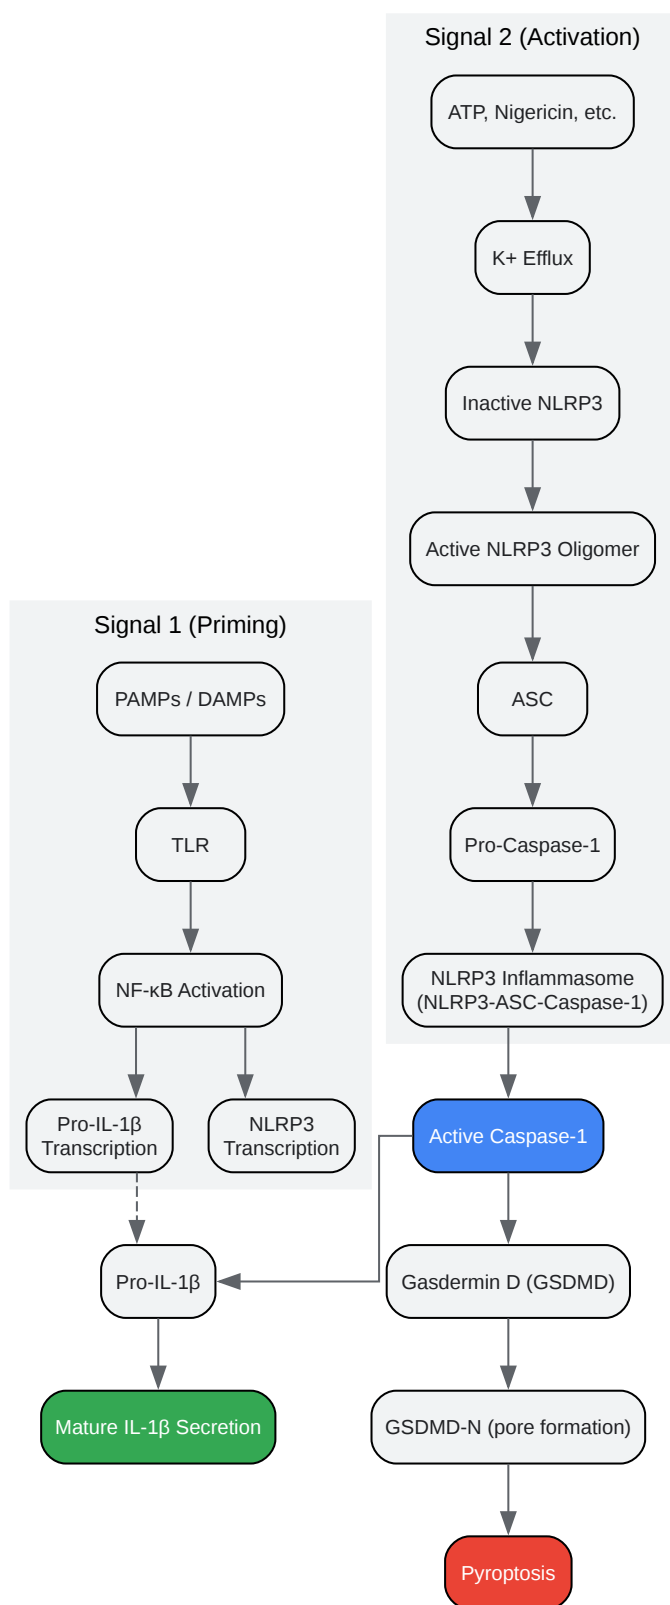 Signal 2 (Activation)
ATP, Nigericin, etc.
K+ Efflux
Inactive NLRP3
Active NLRP3 Oligomer
ASC
Pro-Caspase-1
NLRP3 Inflammasome
(NLRP3-ASC-Caspase-1)
Signal 1 (Priming)
PAMPs / DAMPs
TLR
NF-κB Activation
Pro-IL-1β
Transcription
NLRP3
Transcription
Active Caspase-1
Pro-IL-1β
Gasdermin D (GSDMD)
Mature IL-1β Secretion
GSDMD-N (pore formation)
Pyroptosis